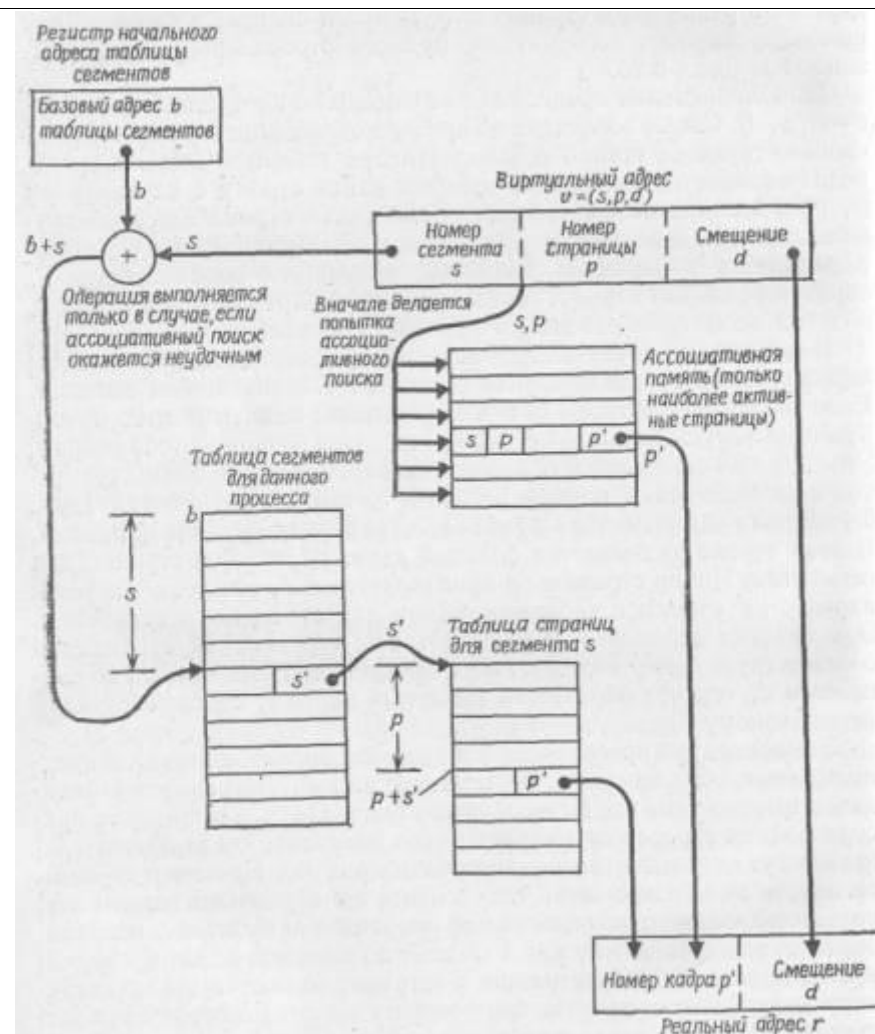 Регистр начального
адреса таблицы
сегментов
Базовый адрес b
таблицы сегментов
b
b+s
+
s
Операция выполняется
только в случае, если
ассоциативный поиск
окажется неудачным
Виртуальный адрес
v=(s,p,d)
Номер
сегмента
s
Номер
страницы
p
Смещение
d
Вначале делается
попытка
ассоциа-
тивного
поиска
s,p
Ассоциативная
память (только
наиболее актив-
ные страницы)
s p p'
p'
Таблица сегментов
для данного
процесса
b
s
s'
s'
Таблица страниц
для сегмента s
p
p+s'
p'
Номер кадра p'
Смещение
d
Реальный адрес r